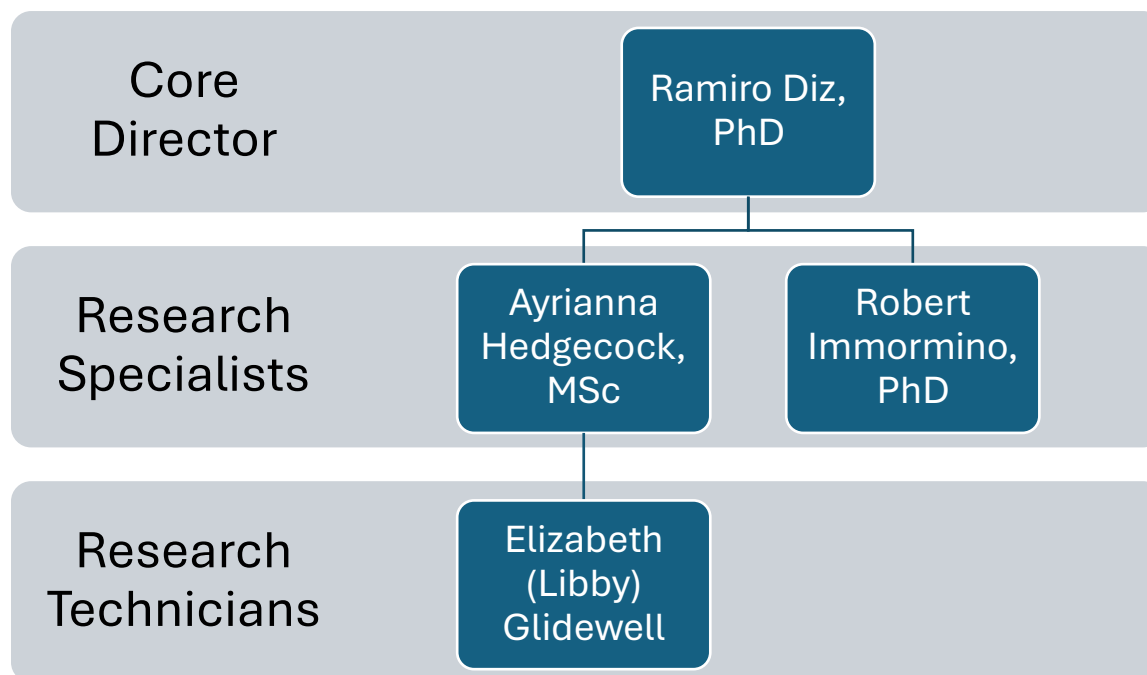 Core
Director
Ramiro Diz,
PhD
Research
Specialists
Ayrianna
Hedgecock,
MSc
Robert
Immormino,
PhD
Research
Technicians
Elizabeth
(Libby)
Glidewell